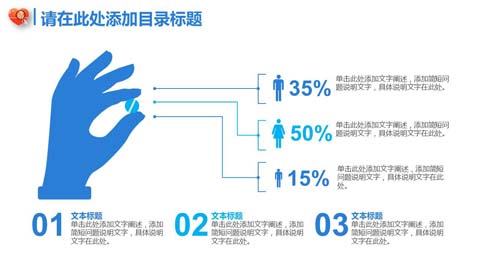 请在此处添加目录标题
35%
单击此处添加文字阐述，添加简短问
题说明文字，具体说明文字在此处。
50%
单击此处添加文字阐述，添加简短问
题说明文字，具体说明文字在此处。
15%
单击此处添加文字阐述，添加简短
问题说明文字，具体说明文字在此
处。
01
文本标题
单击此处添加文字阐述，添加
简短问题说明文字，具体说明
文字在此处。
02
文本标题
单击此处添加文字阐述，添加
简短问题说明文字，具体说明
文字在此处。
03
文本标题
单击此处添加文字阐述，添加
简短问题说明文字，具体说明
文字在此处。